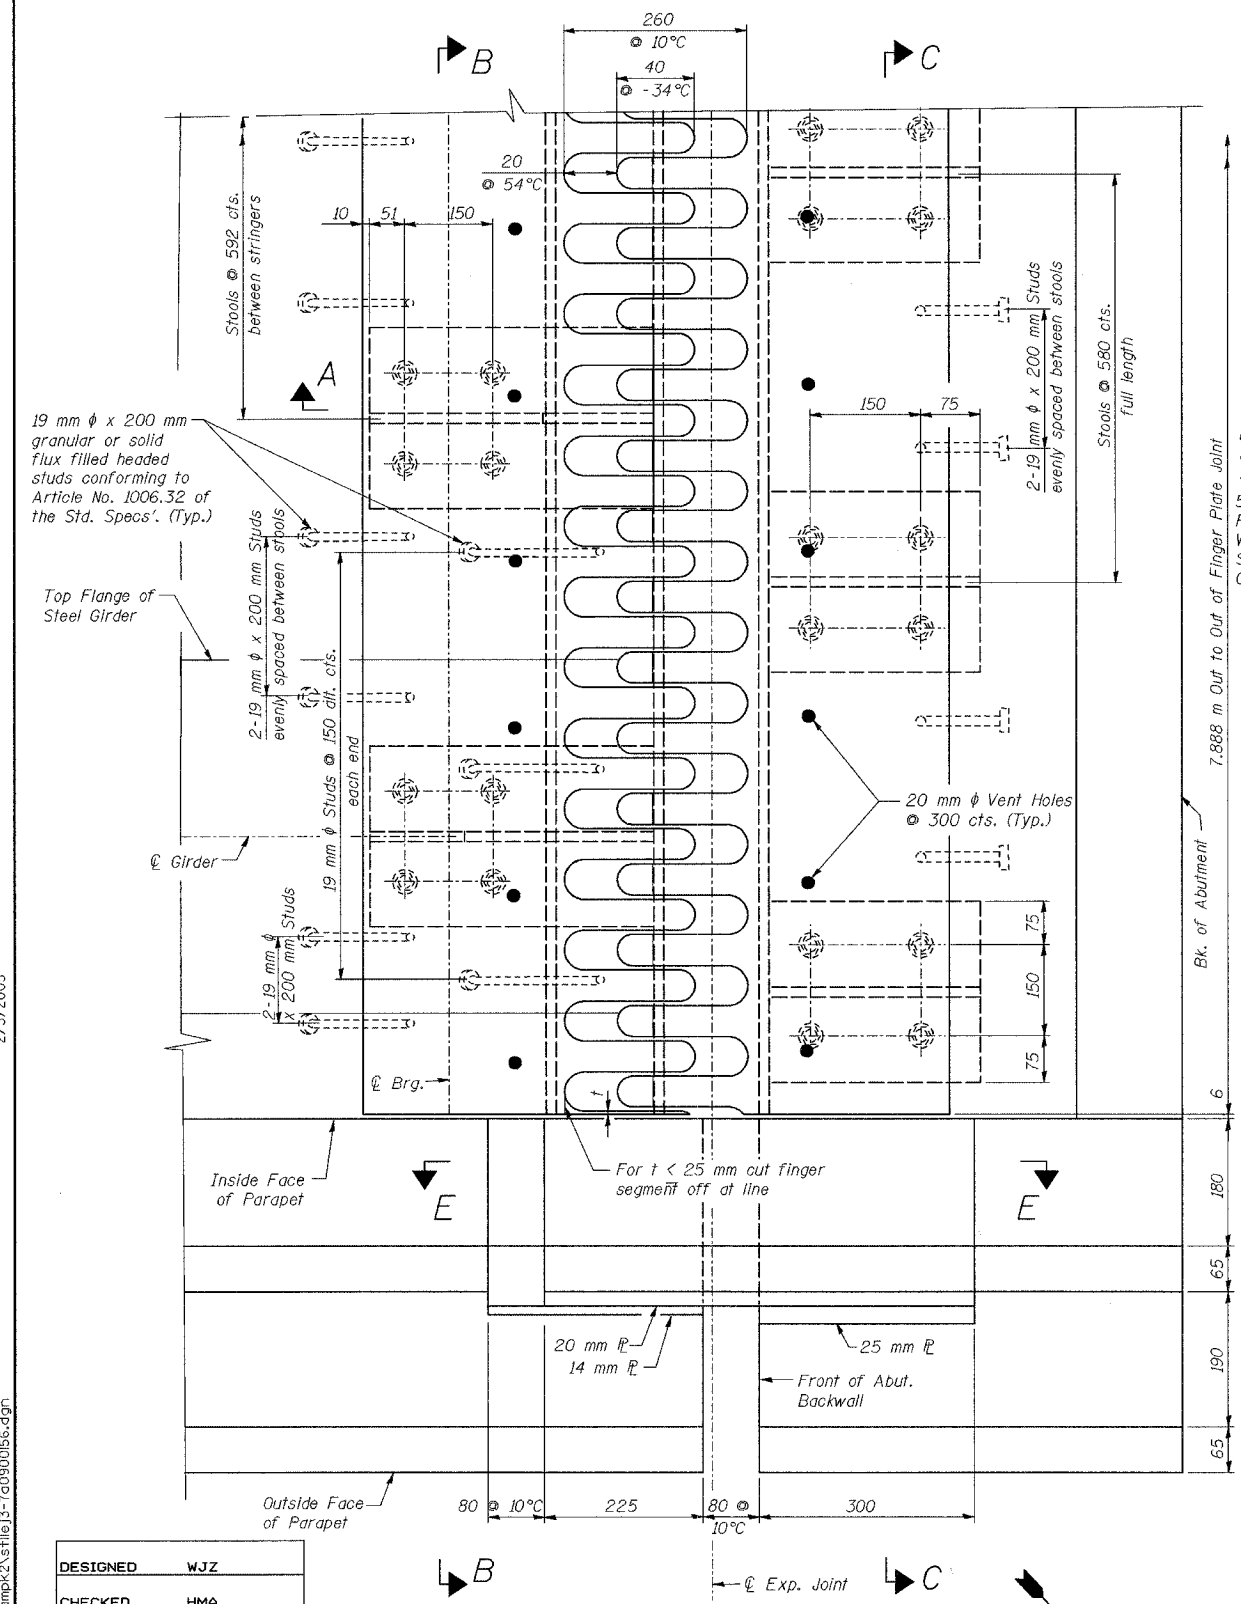 260
@ 10°C
B
C
40
@ -34°C
20
@ 54°C
10
51
150
Stools @ 592 cts.
between stringers
A
19 mm φ x 200 mm
granular or solid
flux filled headed
studs conforming to
Article No. 1006.32 of
the Std. Specs'. (Typ.)
2-19 mm φ x 200 mm Studs
evenly spaced between stools
150
75
Stools @ 580 cts.
full length
2-19 mm φ x 200 mm Studs
evenly spaced between stools
Top Flange of
Steel Girder
19 mm φ Studs @ 150 alt. cts.
each end
7.888 m Out to Out of Finger Plate Joint
20 mm φ Vent Holes
@ 300 cts. (Typ.)
℄ Girder
Bk. of Abutment
2-19 mm φ
x 200 mm Studs
75
150
75
℄ Brg.
t
6
For t < 25 mm cut finger
segment off at line
Inside Face
of Parapet
E
E
180
65
20 mm ℞
14 mm ℞
25 mm ℞
190
Front of Abut.
Backwall
65
Outside Face
of Parapet
80 @ 10°C
225
80 @
10°C
300
B
C
℄ Exp. Joint
DESIGNED WJZ
CHECKED HMA
2/3/2003